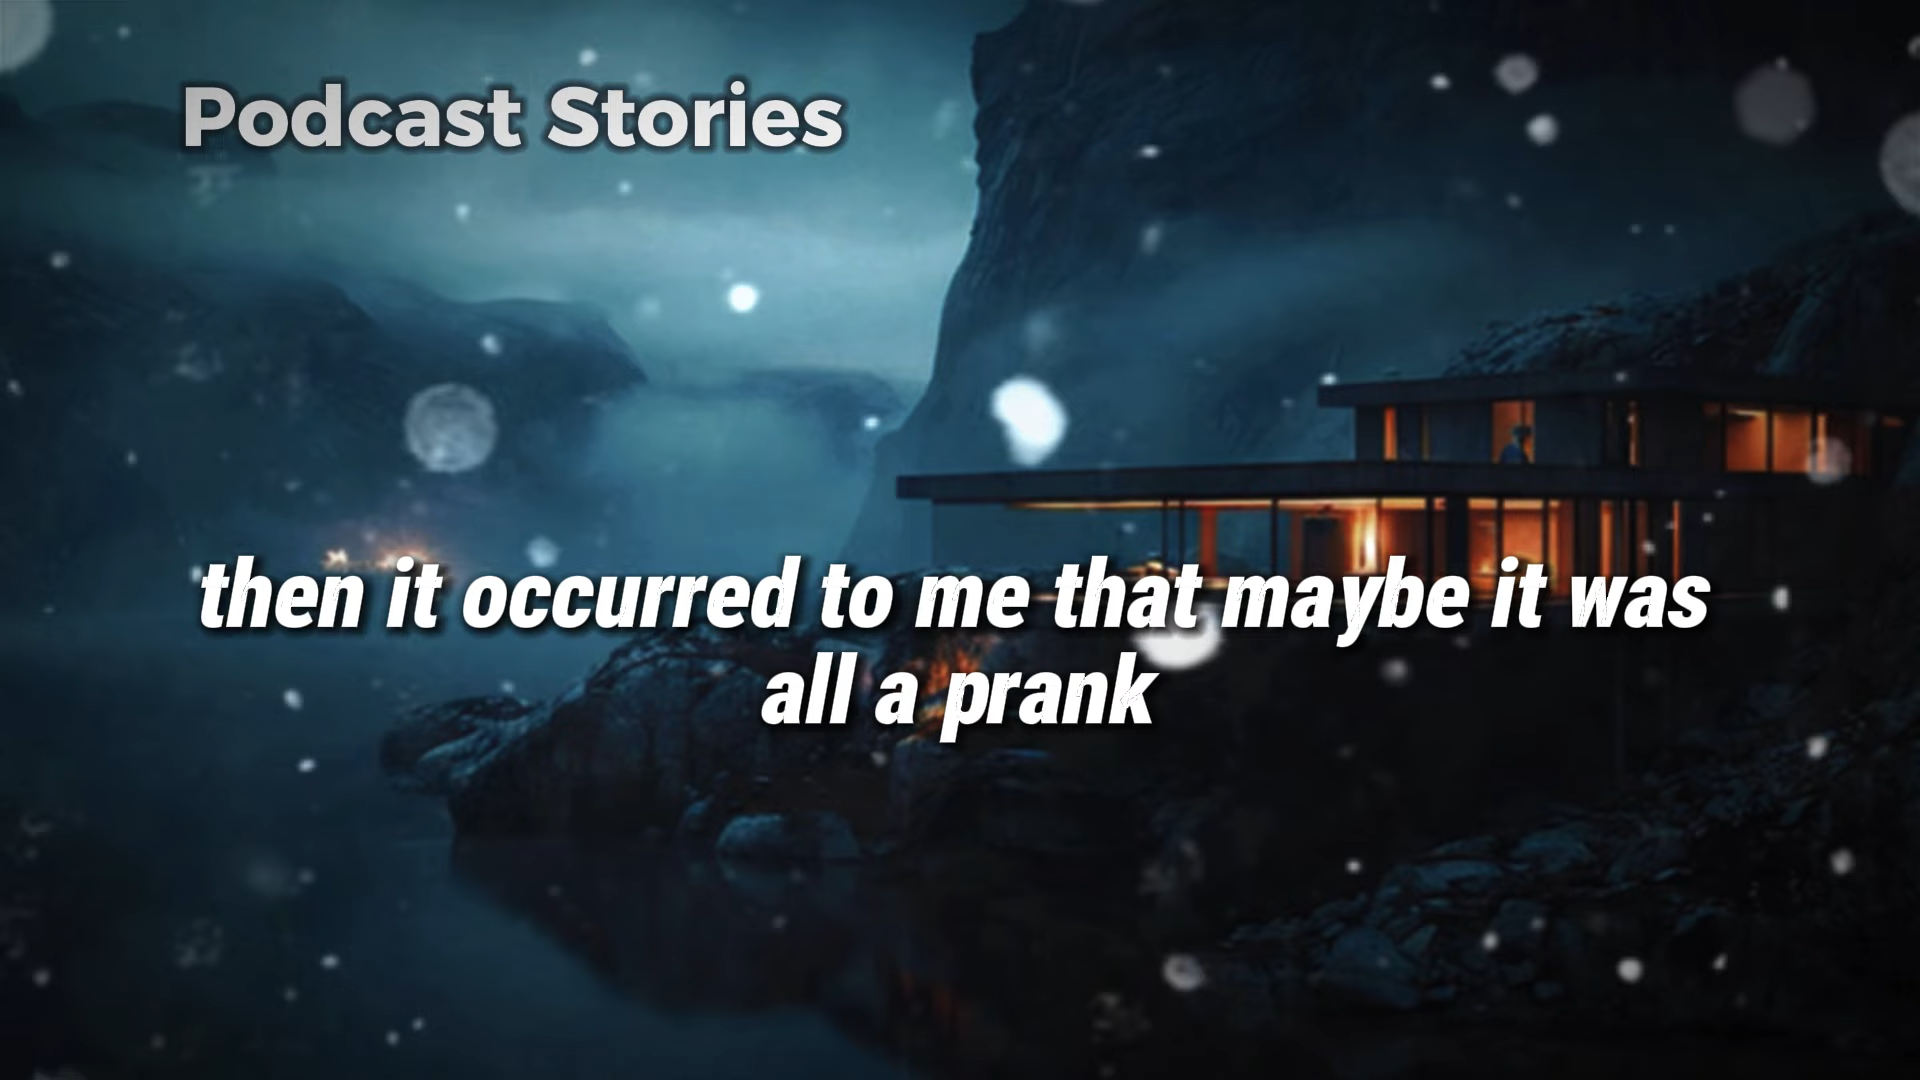 Podcast Stories
then it occurred to me that maybe it was
all a prank